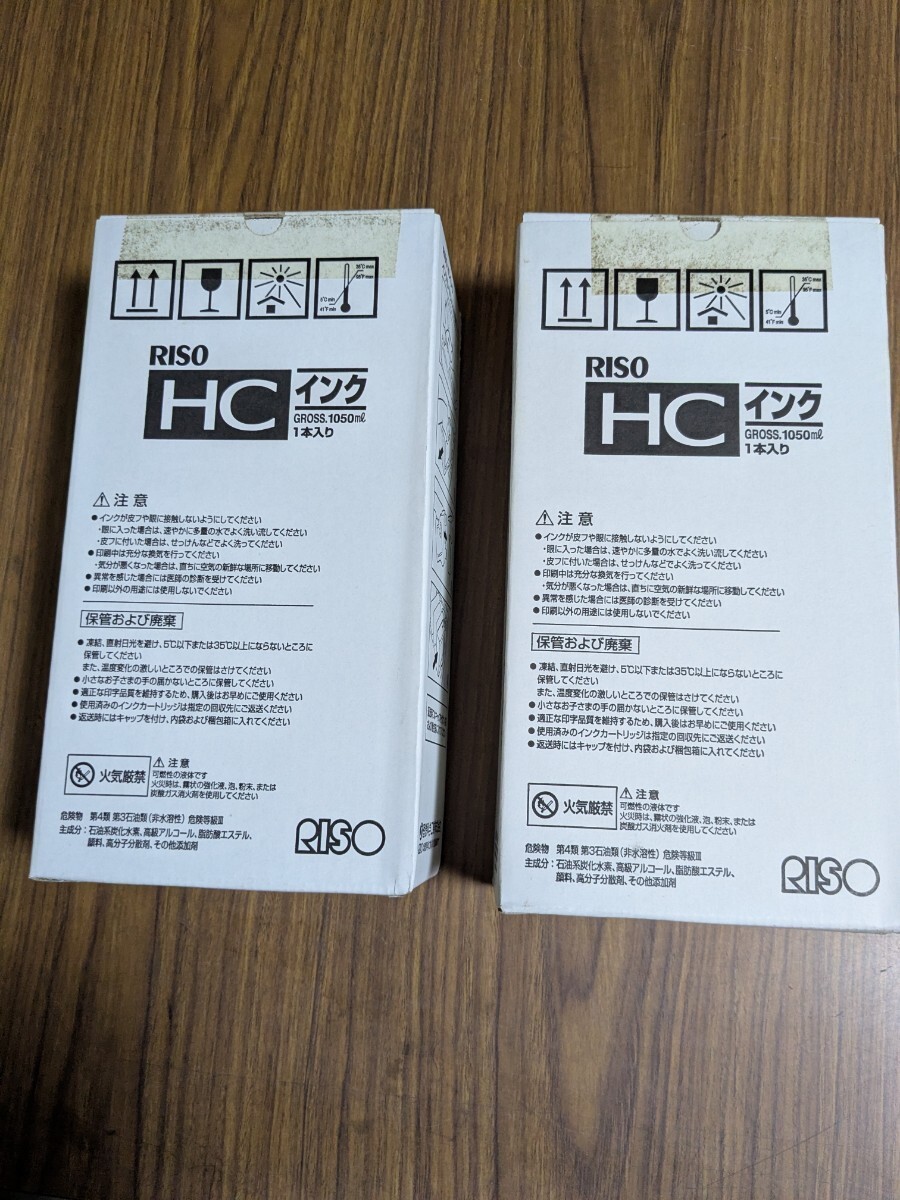 35℃max
95°Fmax
5℃min
41°Fmin
RISO
HC
インク
GROSS.1050mℓ
1本入り
注意
●インクが皮フや眼に接触しないようにしてください
・眼に入った場合は、速やかに多量の水でよく洗い流してください
・皮フに付いた場合は、せっけんなどでよく洗ってください
●印刷中は充分な換気を行ってください
・気分が悪くなった場合は、直ちに空気の新鮮な場所に移動してください
●異常を感じた場合には医師の診断を受けてください
●印刷以外の用途には使用しないでください
保管および廃棄
●凍結、直射日光を避け、5℃以下または35℃以上にならないところに
保管してください
また、温度変化の激しいところでの保管はさけてください
●小さなお子さまの手の届かないところに保管してください
●適正な印字品質を維持するため、購入後はお早めにご使用ください
●使用済みのインクカートリッジは指定の回収先にご返送ください
●返送時にはキャップを付け、内袋および梱包箱に入れてください
火気厳禁
注意
可燃性の液体です
火災時は、霧状の強化液、泡、粉末、または
炭酸ガス消火剤を使用してください
危険物 第4類 第3石油類(非水溶性) 危険等級Ⅲ
主成分：石油系炭化水素、高級アルコール、脂肪酸エステル、
顔料、高分子分散剤、その他添加剤
RISO
35℃max
95°Fmax
5℃min
41°Fmin
RISO
HC
インク
GROSS.1050mℓ
1本入り
注意
●インクが皮フや眼に接触しないようにしてください
・眼に入った場合は、速やかに多量の水でよく洗い流してください
・皮フに付いた場合は、せっけんなどでよく洗ってください
●印刷中は充分な換気を行ってください
・気分が悪くなった場合は、直ちに空気の新鮮な場所に移動してください
●異常を感じた場合には医師の診断を受けてください
●印刷以外の用途には使用しないでください
保管および廃棄
●凍結、直射日光を避け、5℃以下または35℃以上にならないところに
保管してください
また、温度変化の激しいところでの保管はさけてください
●小さなお子さまの手の届かないところに保管してください
●適正な印字品質を維持するため、購入後はお早めにご使用ください
●使用済みのインクカートリッジは指定の回収先にご返送ください
●返送時にはキャップを付け、内袋および梱包箱に入れてください
火気厳禁
注意
可燃性の液体です
火災時は、霧状の強化液、泡、粉末、または
炭酸ガス消火剤を使用してください
危険物 第4類 第3石油類(非水溶性) 危険等級Ⅲ
主成分：石油系炭化水素、高級アルコール、脂肪酸エステル、
顔料、高分子分散剤、その他添加剤
RISO